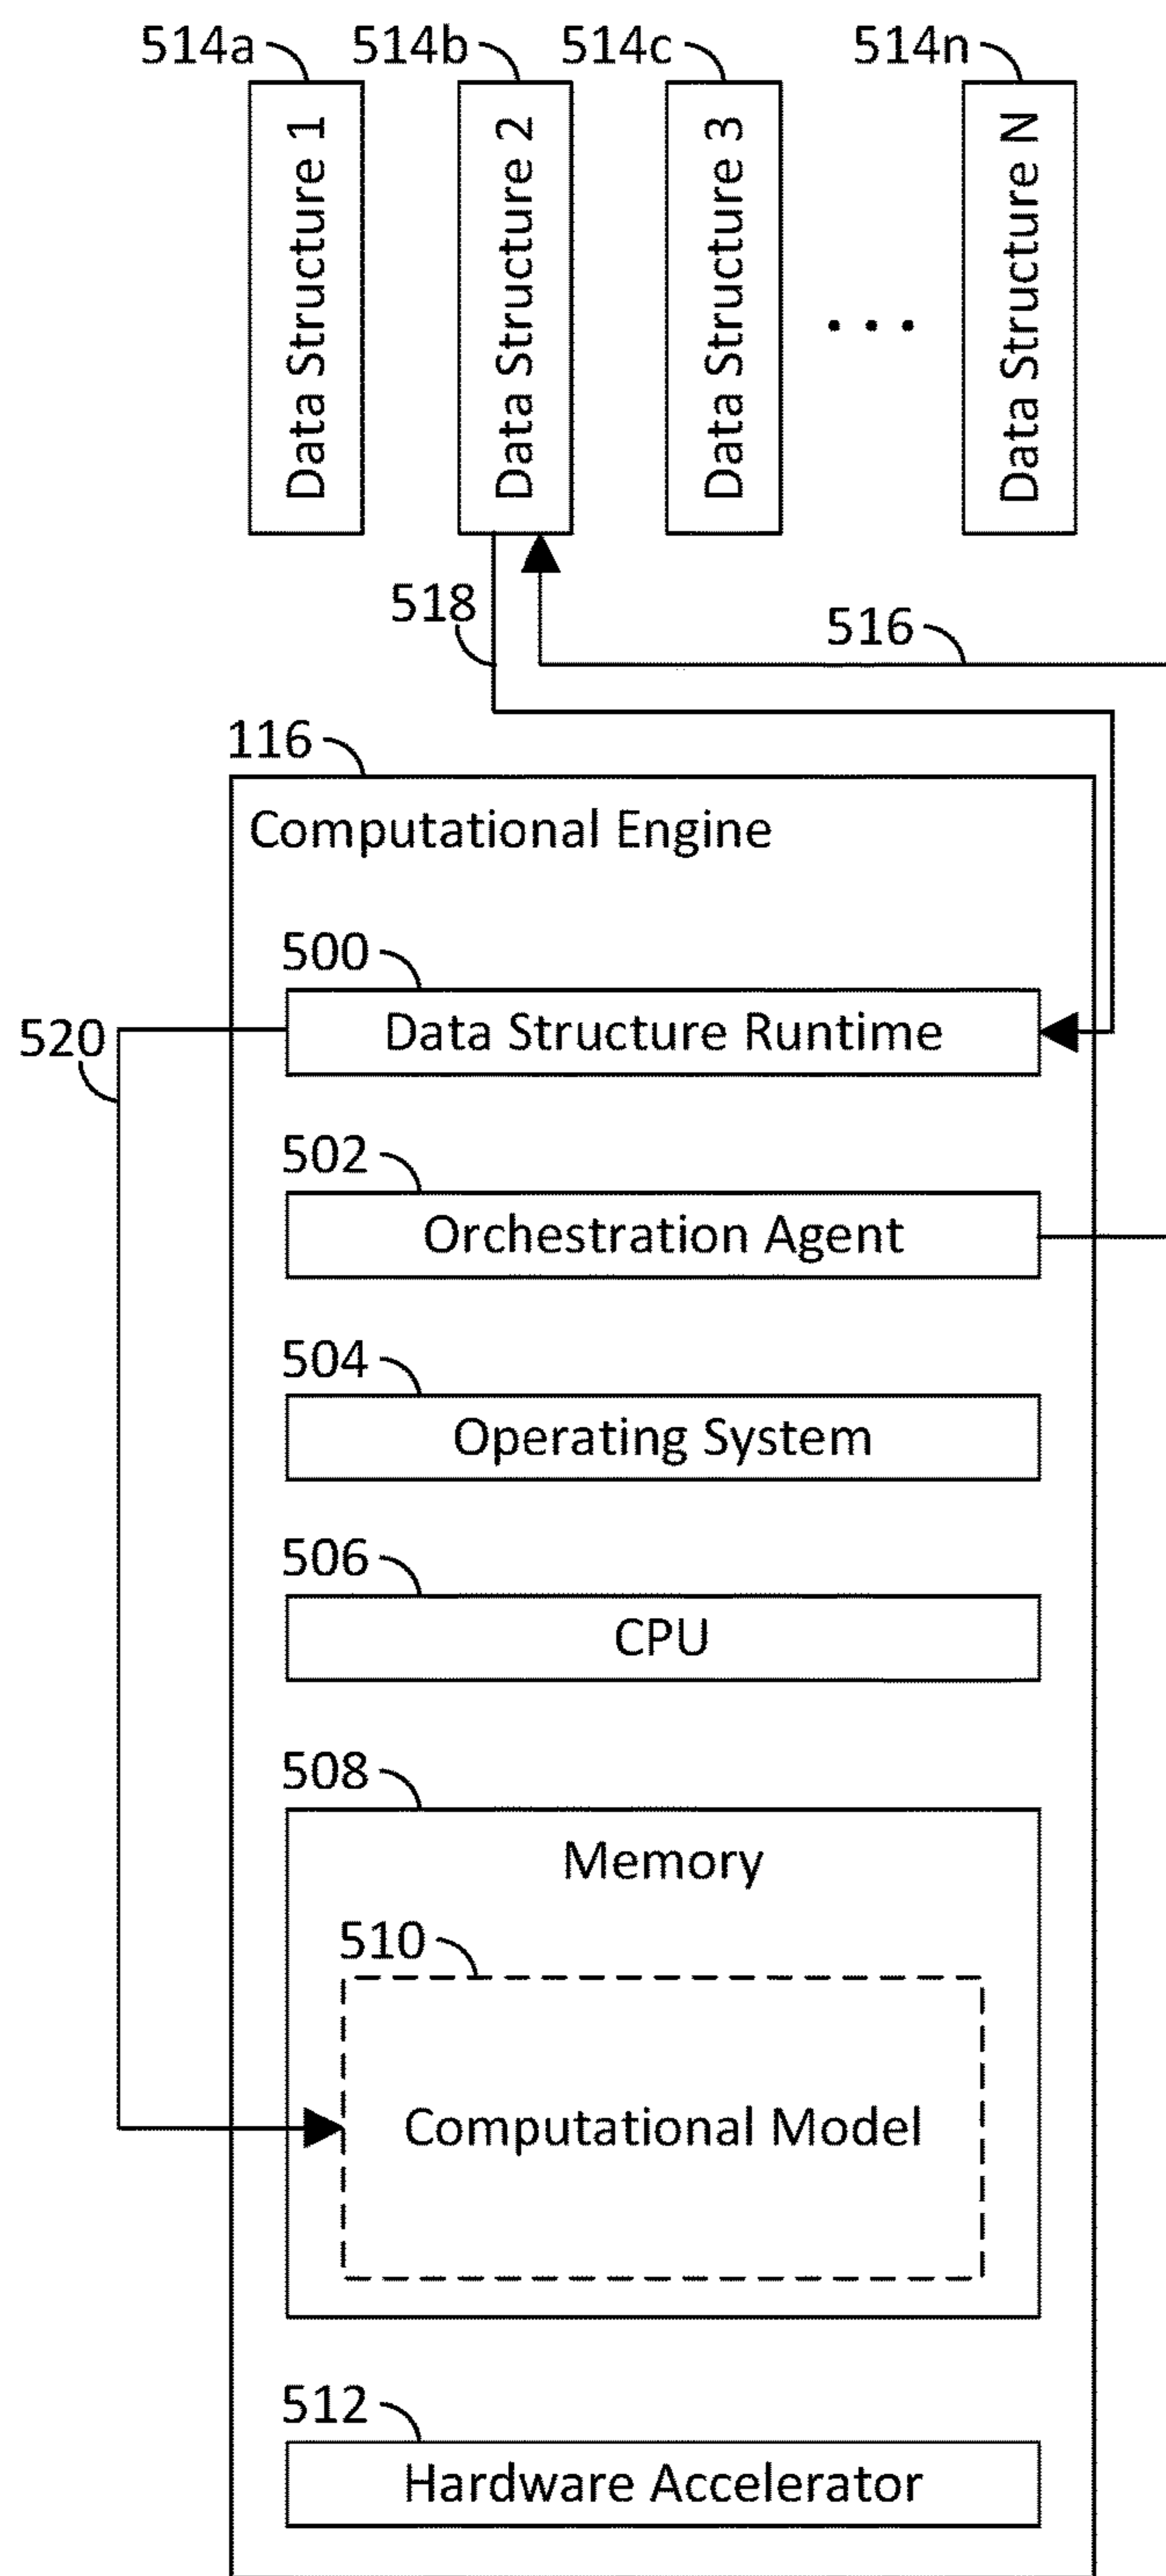 514a
514b
514c
514n
Data Structure 1
Data Structure 2
Data Structure 3
...
Data Structure N
518
516
116
Computational Engine
500
Data Structure Runtime
520
502
Orchestration Agent
504
Operating System
506
CPU
508
Memory
510
Computational Model
512
Hardware Accelerator